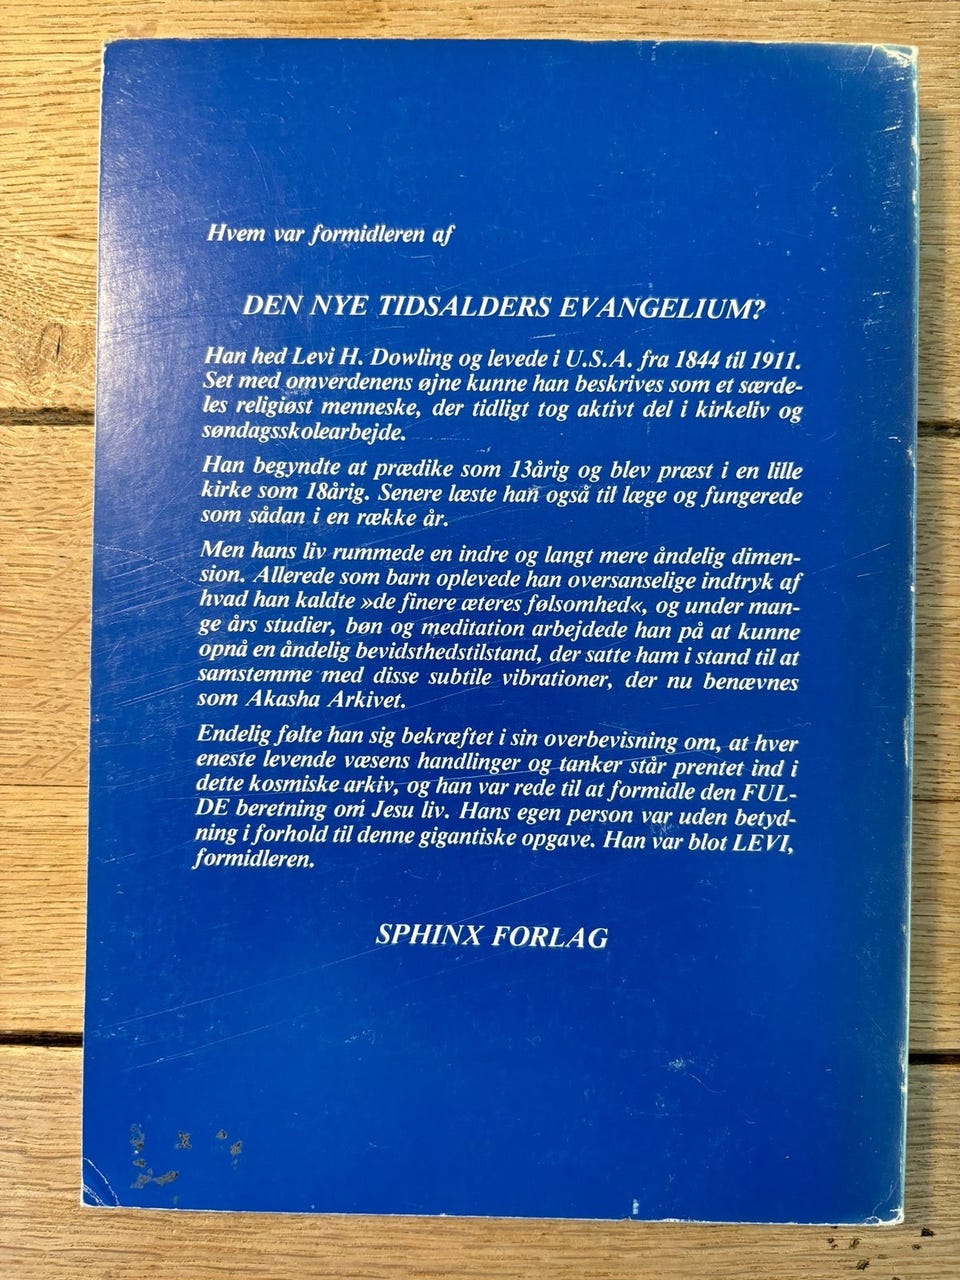 Hvem var formidleren af
DEN NYE TIDSALDERS EVANGELIUM?
Han hed Levi H. Dowling og levede i U.S.A. fra 1844 til 1911.
Set med omverdenens øjne kunne han beskrives som et særde-
les religiøst menneske, der tidligt tog aktivt del i kirkeliv og
søndagsskolearbejde.
Han begyndte at prædike som 13årig og blev præst i en lille
kirke som 18årig. Senere læste han også til læge og fungerede
som sådan i en række år.
Men hans liv rummede en indre og langt mere åndelig dimen-
sion. Allerede som barn oplevede han oversanselige indtryk af
hvad han kaldte »de finere æteres følsomhed«, og under man-
ge års studier, bøn og meditation arbejdede han på at kunne
opnå en åndelig bevidsthedstilstand, der satte ham i stand til at
samstemme med disse subtile vibrationer, der nu benævnes
som Akasha Arkivet.
Endelig følte han sig bekræftet i sin overbevisning om, at hver
eneste levende væsens handlinger og tanker står prentet ind i
dette kosmiske arkiv, og han var rede til at formidle den FUL-
DE beretning om Jesu liv. Hans egen person var uden betyd-
ning i forhold til denne gigantiske opgave. Han var blot LEVI,
formidleren.
SPHINX FORLAG